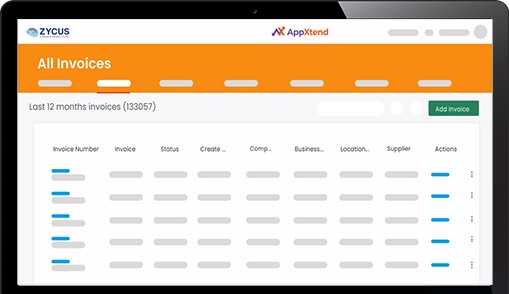 ZYCUS
AppXtend
All Invoices
Last 12 months invoices (133057)
Add Invoice
Invoice Number Invoice Status Create ... Comp... Business... Location... Supplier Actions